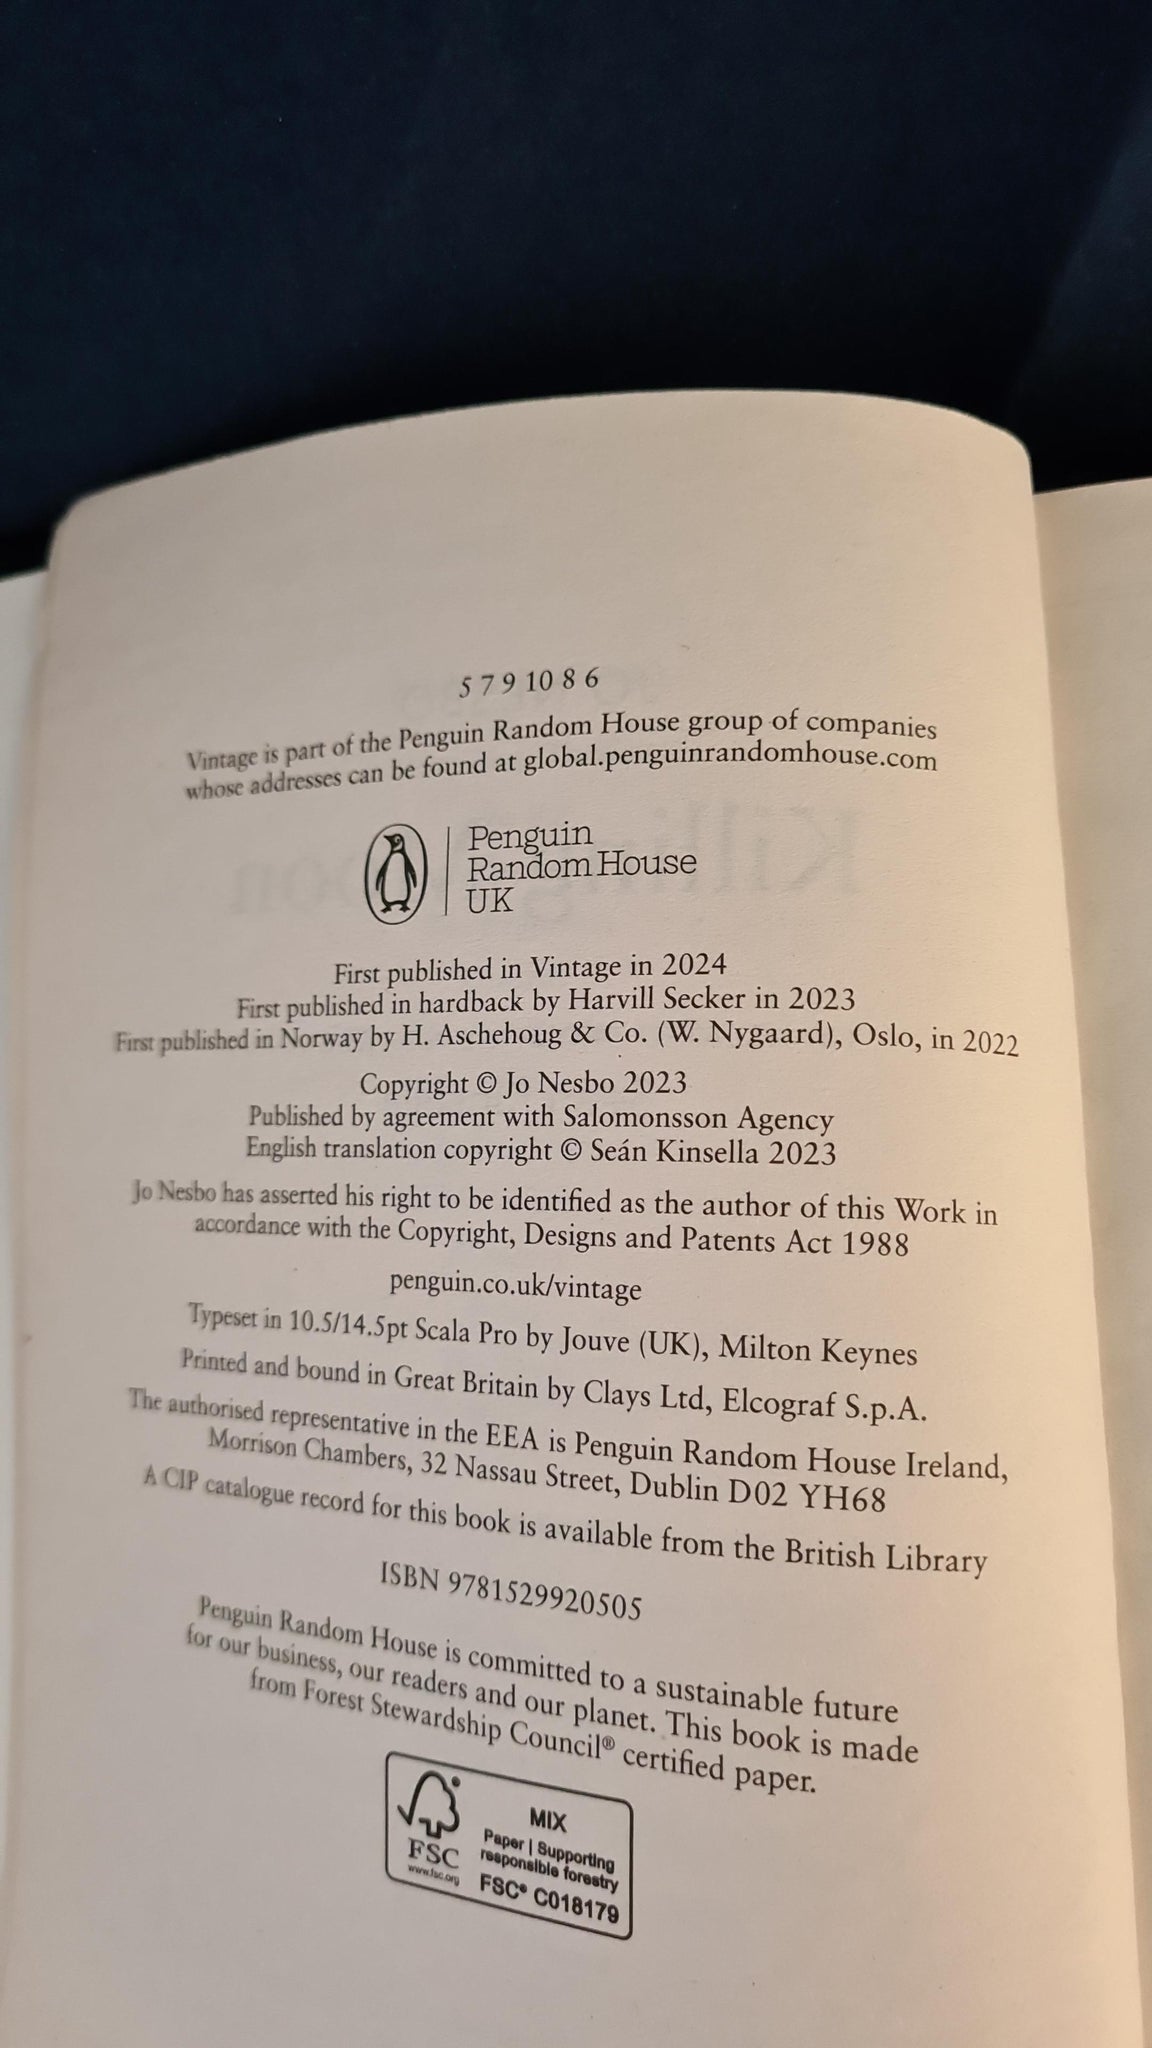 5 7 9 10 8 6
Vintage is part of the Penguin Random House group of companies
whose addresses can be found at global.penguinrandomhouse.com
Penguin
Random House
UK
First published in Vintage in 2024
First published in hardback by Harvill Secker in 2023
First published in Norway by H. Aschehoug & Co. (W. Nygaard), Oslo, in 2022
Copyright © Jo Nesbo 2023
Published by agreement with Salomonsson Agency
English translation copyright © Seán Kinsella 2023
Jo Nesbo has asserted his right to be identified as the author of this Work in
accordance with the Copyright, Designs and Patents Act 1988
penguin.co.uk/vintage
Typeset in 10.5/14.5pt Scala Pro by Jouve (UK), Milton Keynes
Printed and bound in Great Britain by Clays Ltd, Elcograf S.p.A.
The authorised representative in the EEA is Penguin Random House Ireland,
Morrison Chambers, 32 Nassau Street, Dublin D02 YH68
A CIP catalogue record for this book is available from the British Library
ISBN 9781529920505
Penguin Random House is committed to a sustainable future
for our business, our readers and our planet. This book is made
from Forest Stewardship Council® certified paper.
MIX
Paper | Supporting
responsible forestry
FSC
www.fsc.org
FSC® C018179